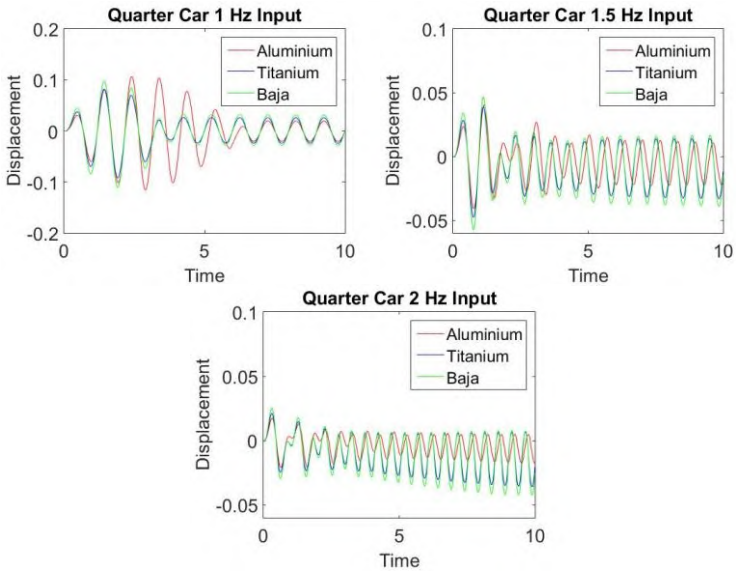 Quarter Car 1 Hz Input
0.2
0.1
0
-0.1
-0.2
Displacement
0
5
10
Time
Aluminium
Titanium
Baja
Quarter Car 1.5 Hz Input
0.1
0.05
0
-0.05
Displacement
0
5
10
Time
Aluminium
Titanium
Baja
Quarter Car 2 Hz Input
0.1
0.05
0
-0.05
Displacement
0
5
10
Time
Aluminium
Titanium
Baja